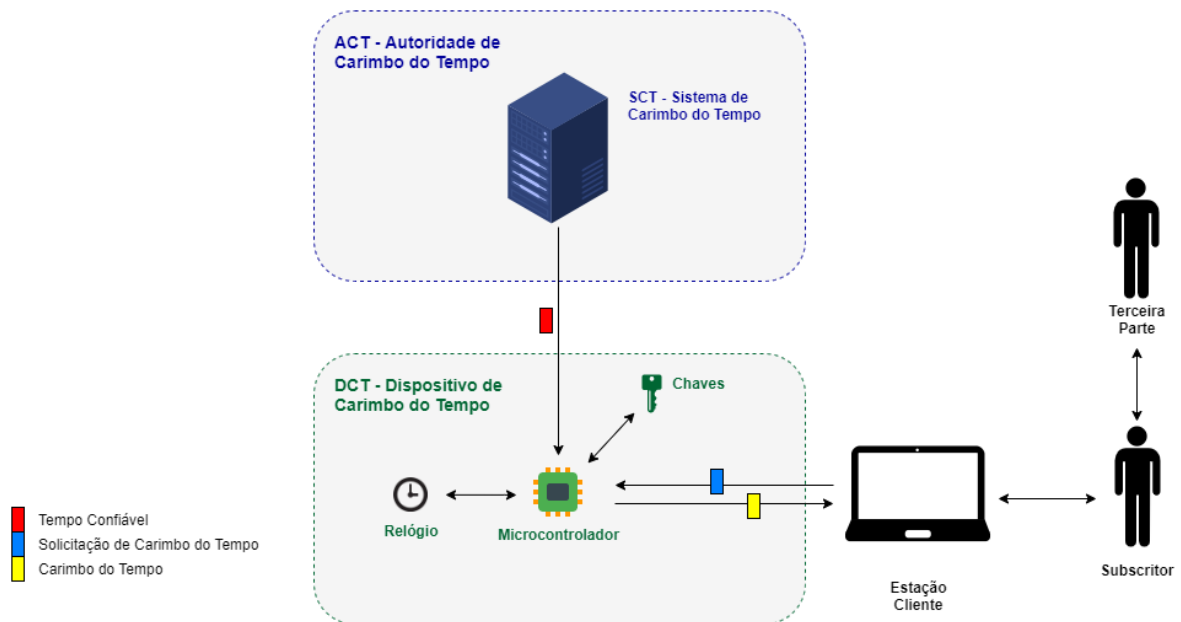 ACT - Autoridade de
Carimbo do Tempo
SCT - Sistema de
Carimbo do Tempo
Terceira
Parte
DCT - Dispositivo de
Carimbo do Tempo
Chaves
Relógio
Microcontrolador
Tempo Confiável
Solicitação de Carimbo do Tempo
Carimbo do Tempo
Estação
Cliente
Subscritor